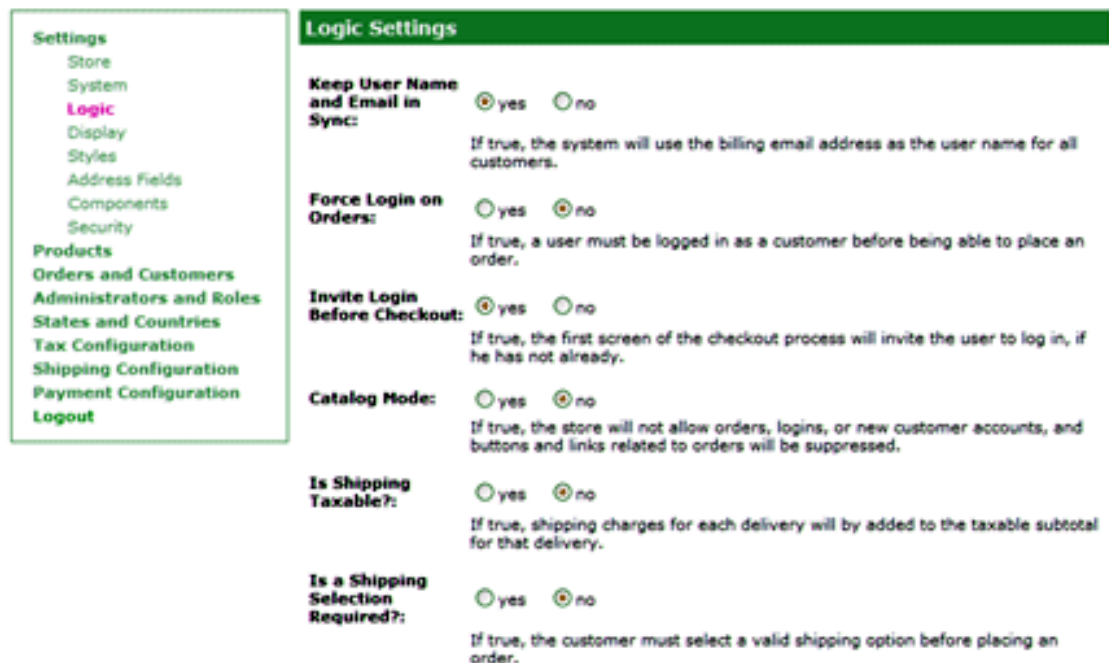 Settings
Store
System
Logic
Display
Styles
Address Fields
Components
Security
Products
Orders and Customers
Administrators and Roles
States and Countries
Tax Configuration
Shipping Configuration
Payment Configuration
Logout
Logic Settings
Keep User Name
and Email in
Sync:
yes no
If true, the system will use the billing email address as the user name for all
customers.
Force Login on
Orders:
yes no
If true, a user must be logged in as a customer before being able to place an
order.
Invite Login
Before Checkout:
yes no
If true, the first screen of the checkout process will invite the user to log in, if
he has not already.
Catalog Mode:
yes no
If true, the store will not allow orders, logins, or new customer accounts, and
buttons and links related to orders will be suppressed.
Is Shipping
Taxable?:
yes no
If true, shipping charges for each delivery will by added to the taxable subtotal
for that delivery.
Is a Shipping
Selection
Required?:
yes no
If true, the customer must select a valid shipping option before placing an
order.